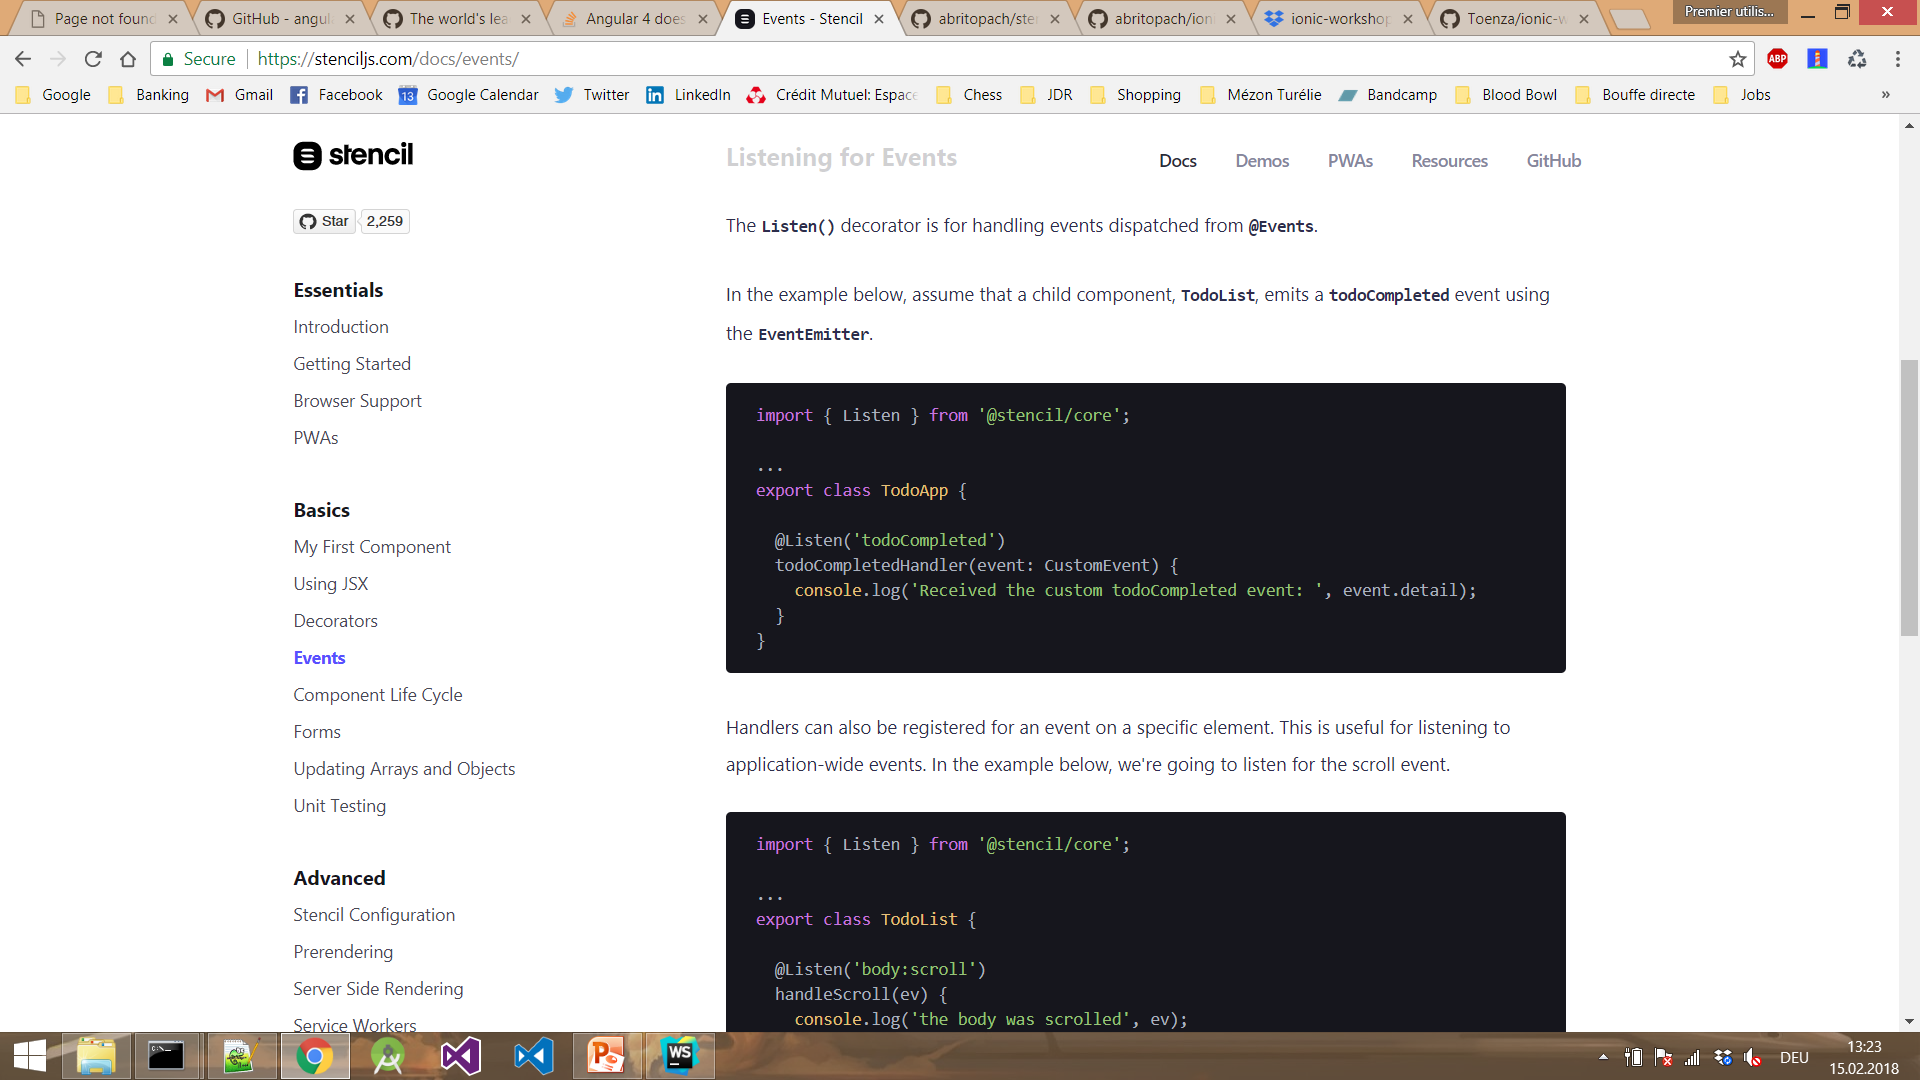 Page not found
GitHub - angula
The world's lea
Angular 4 does
Events - Stencil
abritopach/ste
abritopach/ion
ionic-workshop
Toenza/ionic-w
Premier utilis...
Secure
https://stenciljs.com/docs/events/
Google
Banking
Gmail
Facebook
Google Calendar
Twitter
LinkedIn
Crédit Mutuel: Espace
Chess
JDR
Shopping
Mézon Turélie
Bandcamp
Blood Bowl
Bouffe directe
Jobs
»
stencil
Listening for Events
Docs
Demos
PWAs
Resources
GitHub
Star
2,259
Essentials
Introduction
Getting Started
Browser Support
PWAs
Basics
My First Component
Using JSX
Decorators
Events
Component Life Cycle
Forms
Updating Arrays and Objects
Unit Testing
Advanced
Stencil Configuration
Prerendering
Server Side Rendering
Service Workers
The Listen() decorator is for handling events dispatched from @Events.
In the example below, assume that a child component, TodoList, emits a todoCompleted event using
the EventEmitter.
import { Listen } from '@stencil/core';
...
export class TodoApp {
@Listen('todoCompleted')
todoCompletedHandler(event: CustomEvent) {
console.log('Received the custom todoCompleted event: ', event.detail);
}
}
Handlers can also be registered for an event on a specific element. This is useful for listening to
application-wide events. In the example below, we're going to listen for the scroll event.
import { Listen } from '@stencil/core';
...
export class TodoList {
@Listen('body:scroll')
handleScroll(ev) {
console.log('the body was scrolled', ev);
DEU
13:23
15.02.2018